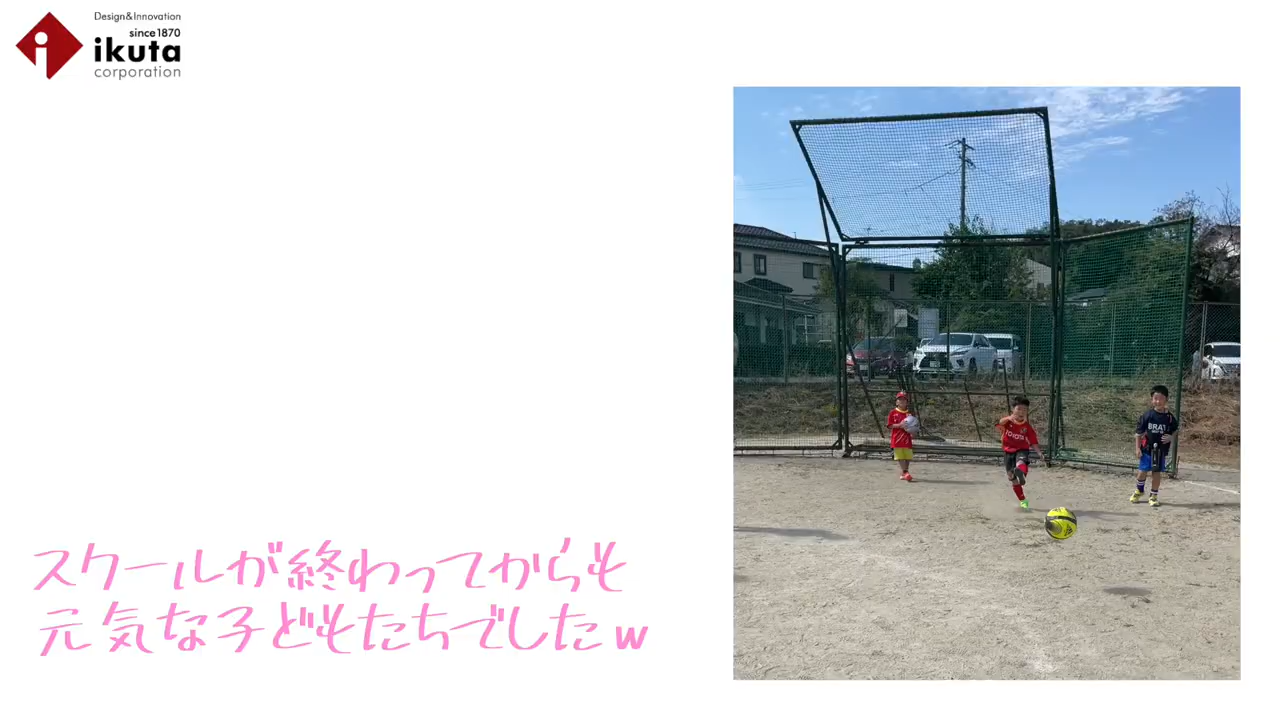 Design&Innovation
since1870
ikuta
corporation
TOYOTA
スクールが終わってからも
元気な子どもたちでしたw